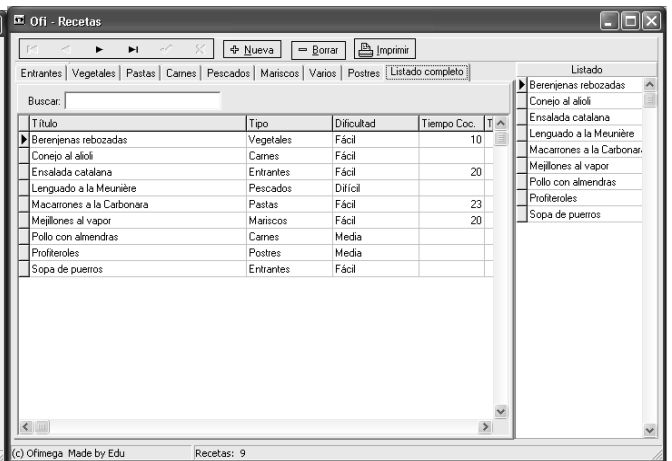 Ofi - Recetas
Nueva Borrar Imprimir
Entrantes Vegetales Pastas Carnes Pescados Mariscos Varios Postres Listado completo
Buscar:
Título Tipo Dificultad Tiempo Coc. T
Berenjenas rebozadas Vegetales Fácil 10
Conejo al alioli Carnes Fácil
Ensalada catalana Entrantes Fácil 20
Lenguado a la Meunière Pescados Difícil
Macarrones a la Carbonara Pastas Fácil 23
Mejillones al vapor Mariscos Fácil 20
Pollo con almendras Carnes Media
Profiteroles Postres Media
Sopa de puerros Entrantes Fácil
Listado
Berenjenas rebozadas
Conejo al alioli
Ensalada catalana
Lenguado a la Meunière
Macarrones a la Carbonar
Mejillones al vapor
Pollo con almendras
Profiteroles
Sopa de puerros
(c) Ofimega Made by Edu Recetas: 9